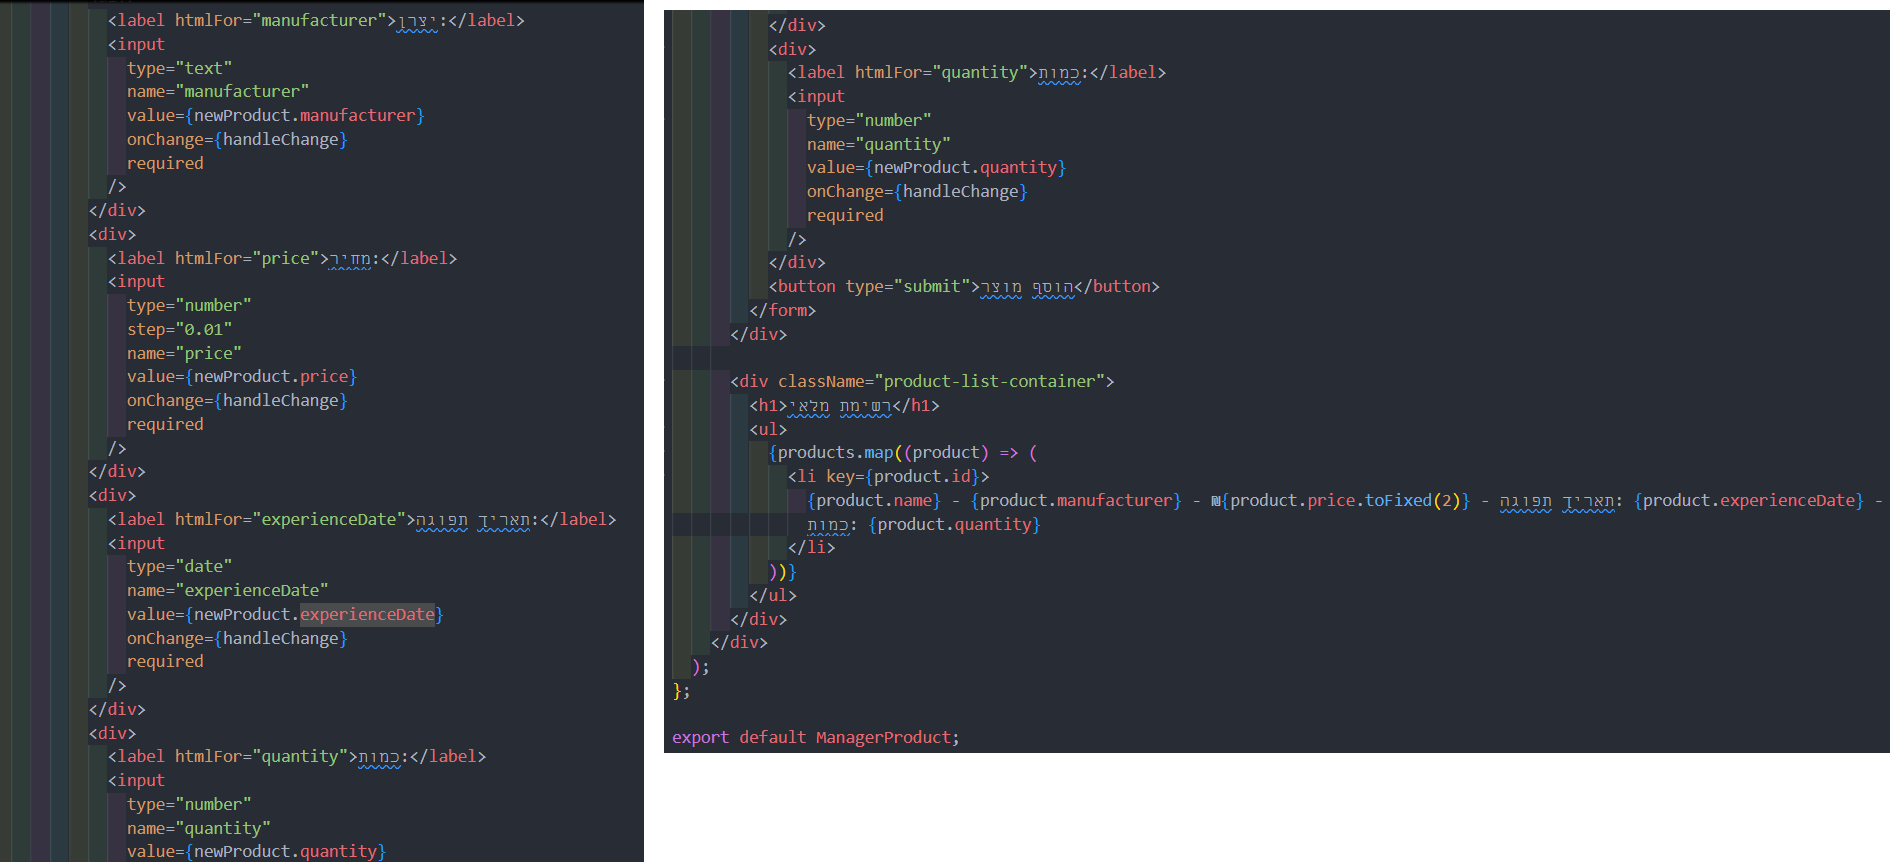 <label htmlFor="manufacturer">יצרן:</label>
<input
type="text"
name="manufacturer"
value={newProduct.manufacturer}
onChange={handleChange}
required
/>
</div>
<div>
<label htmlFor="price">מחיר:</label>
<input
type="number"
step="0.01"
name="price"
value={newProduct.price}
onChange={handleChange}
required
/>
</div>
<div>
<label htmlFor="experienceDate">תאריך תפוגה:</label>
<input
type="date"
name="experienceDate"
value={newProduct.experienceDate}
onChange={handleChange}
required
/>
</div>
<div>
<label htmlFor="quantity">כמות:</label>
<input
type="number"
name="quantity"
value={newProduct.quantity}
</div>
<div>
<label htmlFor="quantity">כמות:</label>
<input
type="number"
name="quantity"
value={newProduct.quantity}
onChange={handleChange}
required
/>
</div>
<button type="submit">הוסף מוצר</button>
</form>
</div>
<div className="product-list-container">
<h1>רשימת מלאי</h1>
<ul>
{products.map((product) => (
<li key={product.id}>
{product.name} - {product.manufacturer} - ₪{product.price.toFixed(2)} - תאריך תפוגה: {product.experienceDate} -
כמות: {product.quantity}
</li>
))}
</ul>
</div>
</div>
);
};
export default ManagerProduct;